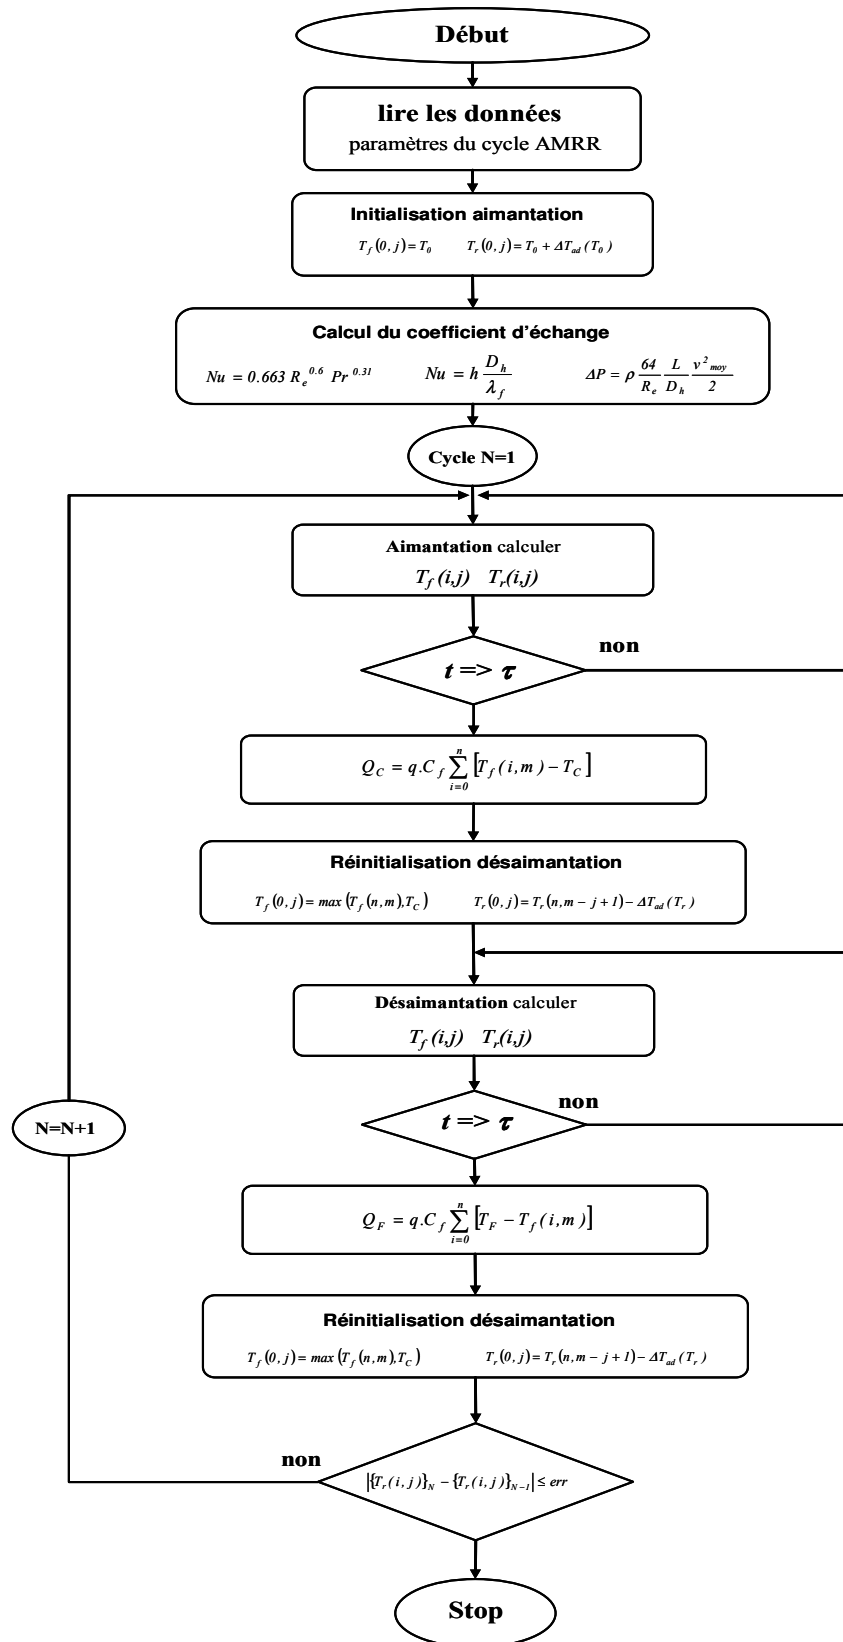 Début
lire les données
paramètres du cycle AMRR
Initialisation aimantation
T_f(0,j)=T_0    T_r(0,j)=T_0+ΔT_ad(T_0)
Calcul du coefficient d'échange
Nu = 0.663 R_e^0.6 Pr^0.31    Nu = h D_h/λ_f    ΔP = ρ 64/R_e L/D_h v²_moy/2
Cycle N=1
Aimantation calculer
T_f(i,j) T_r(i,j)
non
t => τ
Q_C = q.C_f ∑_{i=0}^{n} [T_f(i,m) − T_C]
Réinitialisation désaimantation
T_f(0,j)=max(T_f(n,m),T_C)    T_r(0,j)=T_r(n,m−j+1)−ΔT_ad(T_r)
Désaimantation calculer
T_f(i,j) T_r(i,j)
non
t => τ
N=N+1
Q_F = q.C_f ∑_{i=0}^{n} [T_F − T_f(i,m)]
Réinitialisation désaimantation
T_f(0,j)=max(T_f(n,m),T_C)    T_r(0,j)=T_r(n,m−j+1)−ΔT_ad(T_r)
non
|{T_r(i,j)}_N − {T_r(i,j)}_{N−1}| ≤ err
Stop